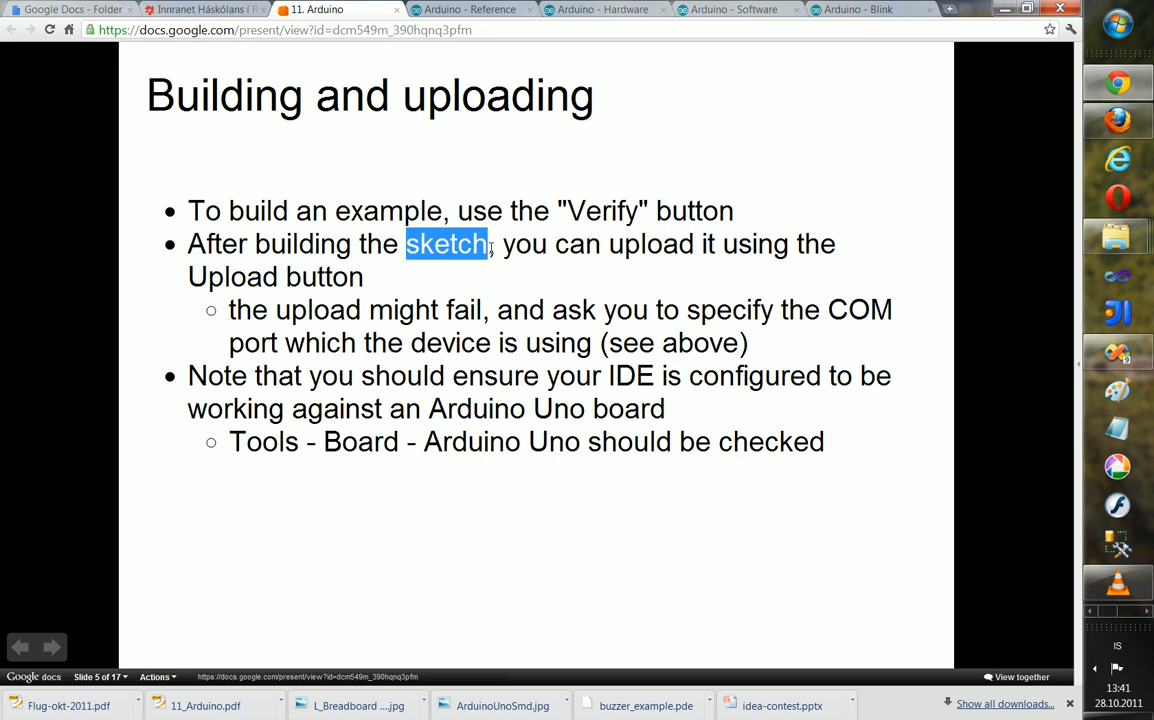 Google Docs - Folder
Innranet Háskólans í R
11. Arduino
Arduino - Reference
Arduino - Hardware
Arduino - Software
Arduino - Blink
https://docs.google.com/present/view?id=dcm549m_390hqnq3pfm
Building and uploading
• To build an example, use the "Verify" button
• After building the sketch, you can upload it using the
Upload button
○ the upload might fail, and ask you to specify the COM
port which the device is using (see above)
• Note that you should ensure your IDE is configured to be
working against an Arduino Uno board
○ Tools - Board - Arduino Uno should be checked
Google docs
Slide 5 of 17
Actions
https://docs.google.com/present/view?id=dcm549m_390hqnq3pfm
View together
Flug-okt-2011.pdf
11_Arduino.pdf
L_Breadboard ....jpg
ArduinoUnoSmd.jpg
buzzer_example.pde
idea-contest.pptx
Show all downloads...
IS
13:41
28.10.2011